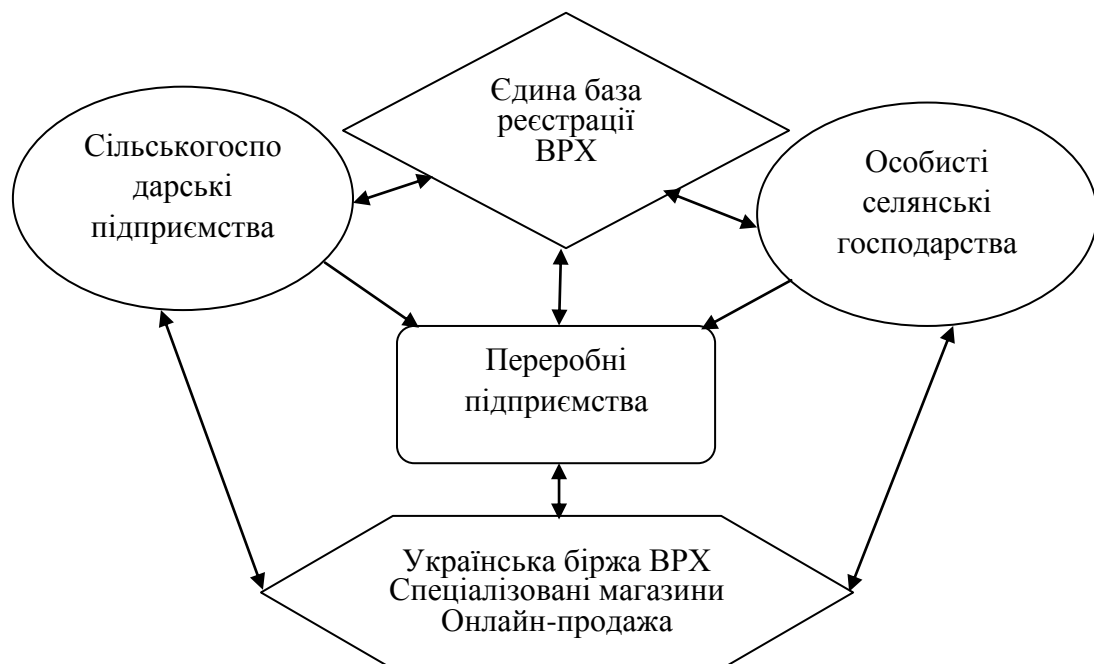 Єдина база
реєстрації
ВРХ
Сільськогоспо
дарські
підприємства
Особисті
селянські
господарства
Переробні
підприємства
Українська біржа ВРХ
Спеціалізовані магазини
Онлайн-продажа